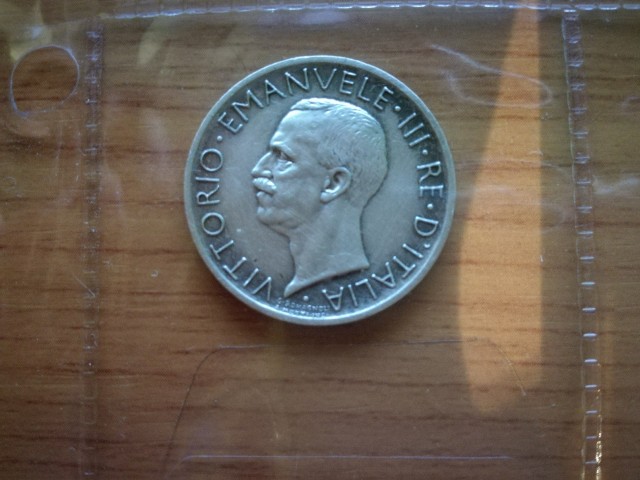 VITTORIO · EMANVELE · III · RE · D'ITALIA ·